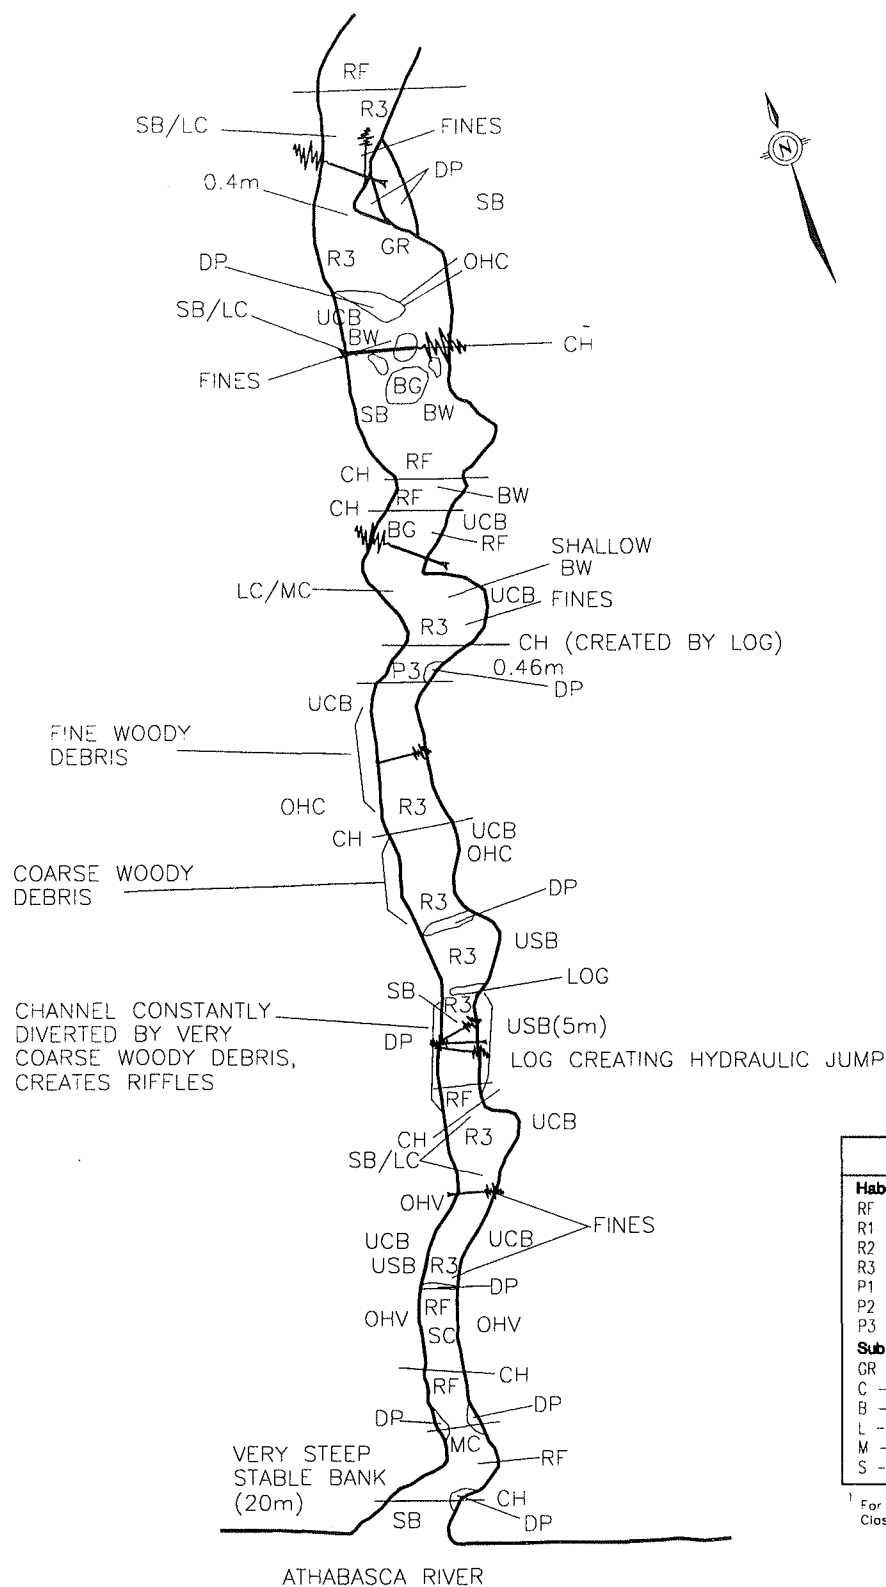 RF
R3
SB/LC
FINES
DP
0.4m
SB
GR
R3
DP
OHC
SB/LC
UCB
BW
CH
FINES
BG
SB
BW
RF
CH
RF
BW
CH
UCB
BG
RF
SHALLOW
BW
LC/MC
UCB
FINES
R3
CH (CREATED BY LOG)
P3
0.46m
DP
UCB
FINE WOODY
DEBRIS
OHC
R3
UCB
CH
OHC
COARSE WOODY
DEBRIS
DP
R3
USB
R3
LOG
SB
R3
CHANNEL CONSTANTLY
DIVERTED BY VERY
COARSE WOODY DEBRIS,
CREATES RIFFLES
USB(5m)
DP
LOG CREATING HYDRAULIC JUMP
RF
UCB
CH
R3
SB/LC
OHV
FINES
UCB
UCB
USB
R3
DP
RF
OHV
OHV
SC
CH
RF
DP
DP
MC
RF
VERY STEEP
STABLE BANK
(20m)
CH
SB
DP
ATHABASCA RIVER
N
Hab
RF
R1
R2
R3
P1
P2
P3
Sub
GR
C –
B –
L –
M –
S –
1 For
Clas